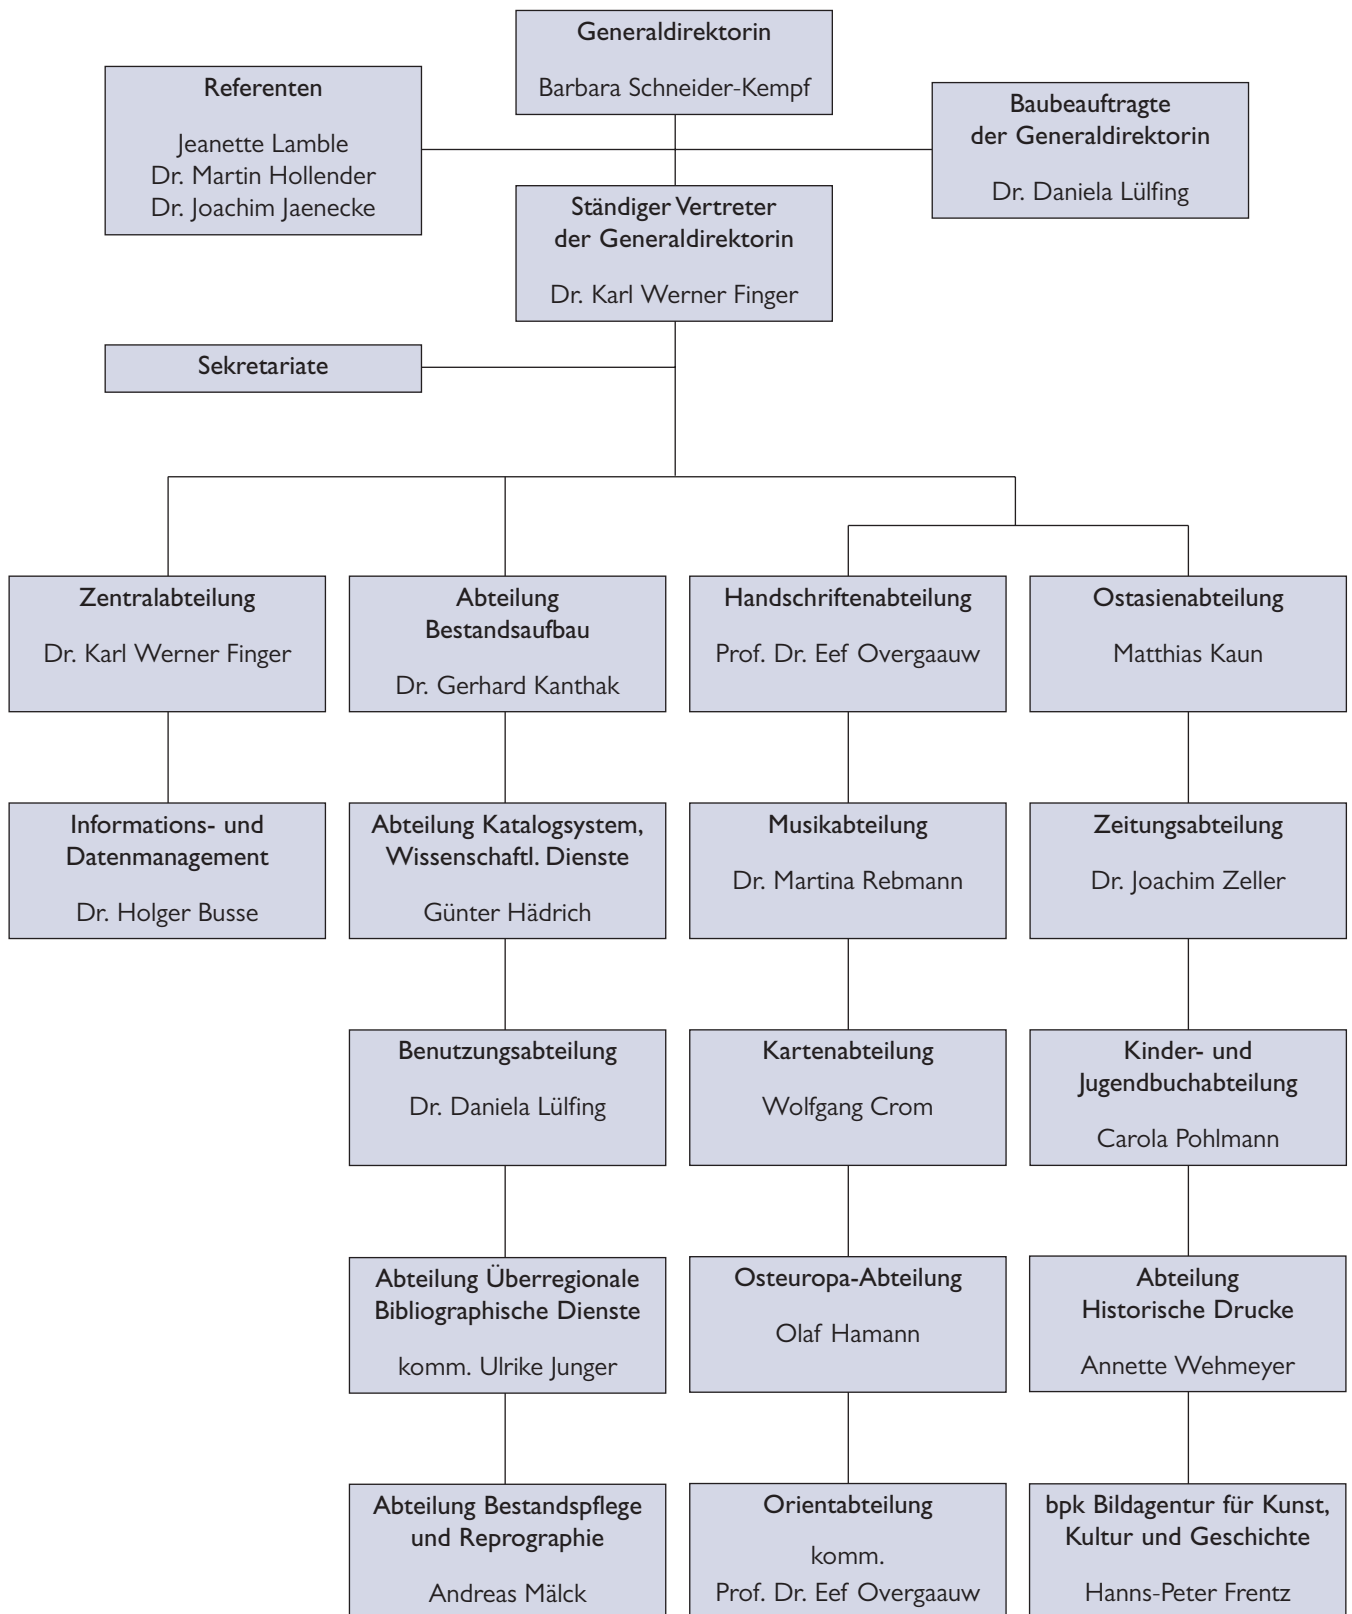 Generaldirektorin
Barbara Schneider-Kempf
Referenten
Jeanette Lamble
Dr. Martin Hollender
Dr. Joachim Jaenecke
Baubeauftragte
der Generaldirektorin
Dr. Daniela Lülfing
Ständiger Vertreter
der Generaldirektorin
Dr. Karl Werner Finger
Sekretariate
Zentralabteilung
Dr. Karl Werner Finger
Abteilung
Bestandsaufbau
Dr. Gerhard Kanthak
Handschriftenabteilung
Prof. Dr. Eef Overgaauw
Ostasienabteilung
Matthias Kaun
Informations- und
Datenmanagement
Dr. Holger Busse
Abteilung Katalogsystem,
Wissenschaftl. Dienste
Günter Hädrich
Musikabteilung
Dr. Martina Rebmann
Zeitungsabteilung
Dr. Joachim Zeller
Benutzungsabteilung
Dr. Daniela Lülfing
Kartenabteilung
Wolfgang Crom
Kinder- und
Jugendbuchabteilung
Carola Pohlmann
Abteilung Überregionale
Bibliographische Dienste
komm. Ulrike Junger
Osteuropa-Abteilung
Olaf Hamann
Abteilung
Historische Drucke
Annette Wehmeyer
Abteilung Bestandspflege
und Reprographie
Andreas Mälck
Orientabteilung
komm.
Prof. Dr. Eef Overgaauw
bpk Bildagentur für Kunst,
Kultur und Geschichte
Hanns-Peter Frentz